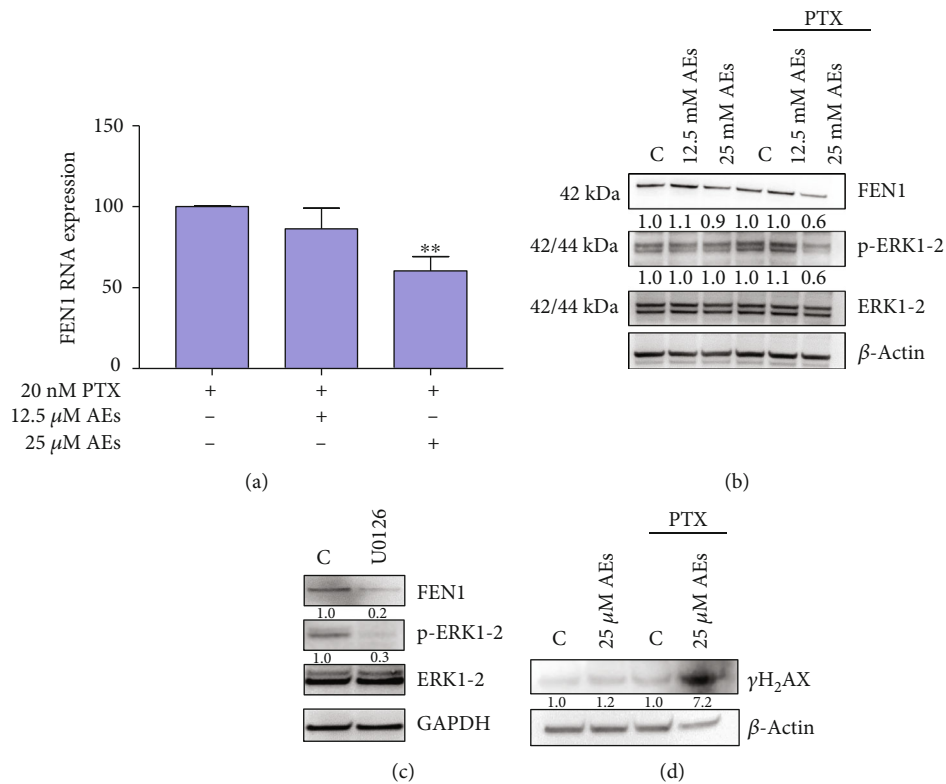 150
100
50
0
FEN1 RNA expression
**
20 nM PTX + + +
12.5 μM AEs – + –
25 μM AEs – – +
(a)
PTX
C 12.5 mM AEs 25 mM AEs C 12.5 mM AEs 25 mM AEs
42 kDa FEN1
1.0 1.1 0.9 1.0 1.0 0.6
42/44 kDa p-ERK1-2
1.0 1.0 1.0 1.0 1.1 0.6
42/44 kDa ERK1-2
β-Actin
(b)
C U0126
FEN1
1.0 0.2
p-ERK1-2
1.0 0.3
ERK1-2
GAPDH
(c)
PTX
C 25 μM AEs C 25 μM AEs
γH₂AX
1.0 1.2 1.0 7.2
β-Actin
(d)